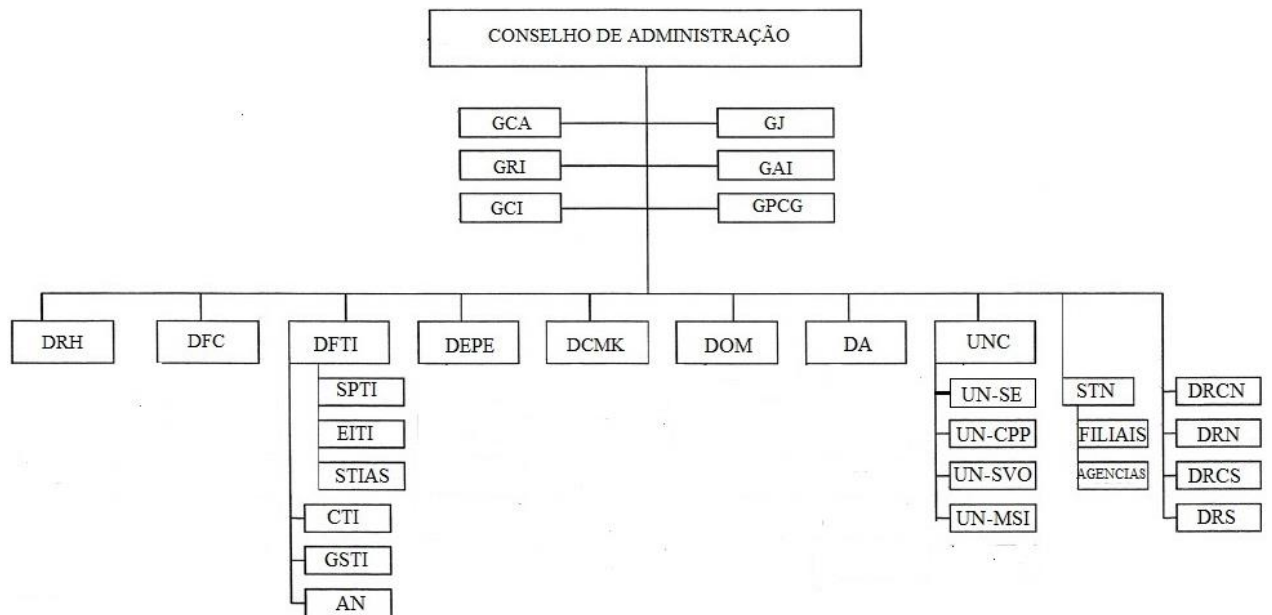 CONSELHO DE ADMINISTRAÇÃO
GCA GJ
GRI GAI
GCI GPCG
DRH DFC DFTI DEPE DCMK DOM DA UNC
SPTI UN-SE STN DRCN
EITI UN-CPP FILIAIS DRN
STIAS UN-SVO AGENCIAS DRCS
CTI UN-MSI DRS
GSTI
AN